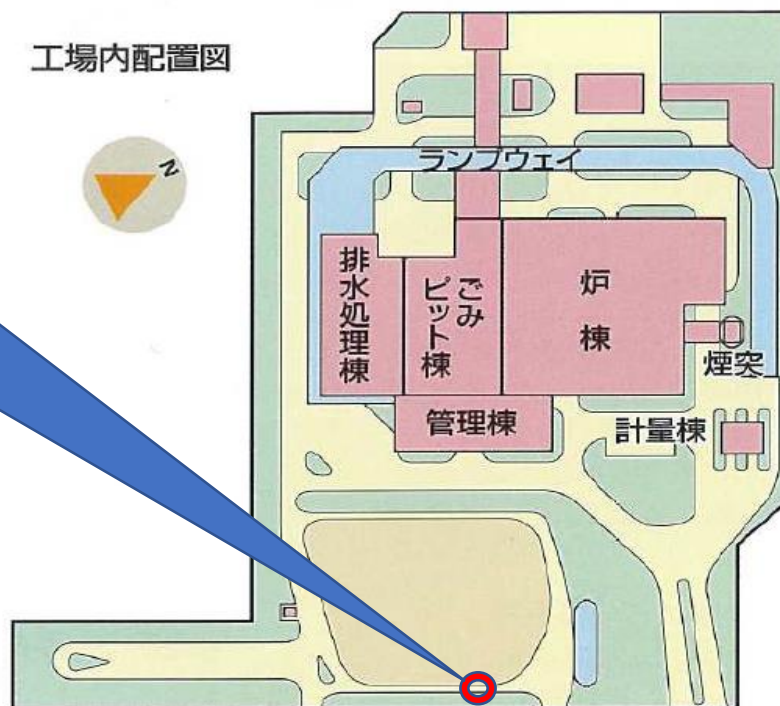 工場内配置図
N
ランプウェイ
排水処理棟
ごみ
ピット棟
炉
棟
煙突
管理棟
計量棟